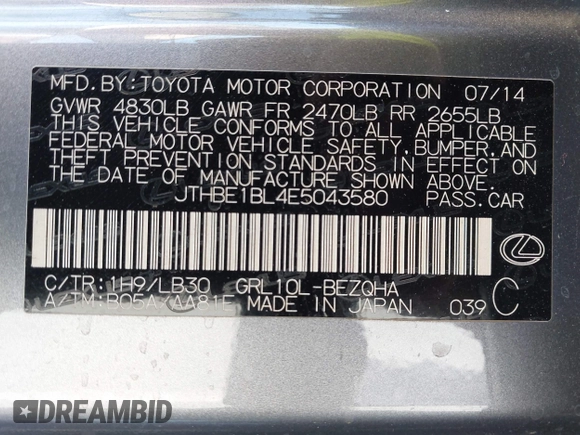 MFD. BY: TOYOTA MOTOR CORPORATION 07/14
GVWR 4830LB GAWR FR 2470LB RR 2655LB
THIS VEHICLE CONFORMS TO ALL APPLICABLE
FEDERAL MOTOR VEHICLE SAFETY, BUMPER, AND
THEFT PREVENTION STANDARDS IN EFFECT ON
THE DATE OF MANUFACTURE SHOWN ABOVE.
JTHBE1BL4E5043580 PASS. CAR
C/TR: 1H9/LB30 GRL10L-BEZQHA
A/TM: B05A/AA81E MADE IN JAPAN 039 C
DREAMBID